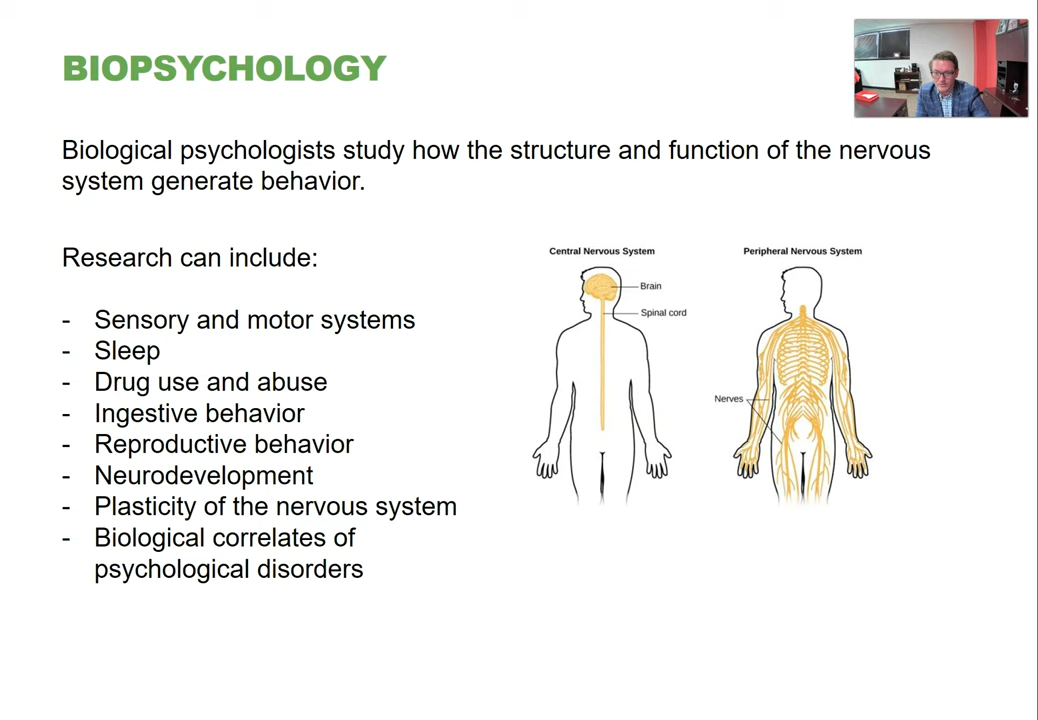 BIOPSYCHOLOGY
Biological psychologists study how the structure and function of the nervous
system generate behavior.
Research can include:
- Sensory and motor systems
- Sleep
- Drug use and abuse
- Ingestive behavior
- Reproductive behavior
- Neurodevelopment
- Plasticity of the nervous system
- Biological correlates of
psychological disorders
Central Nervous System
Brain
Spinal cord
Peripheral Nervous System
Nerves